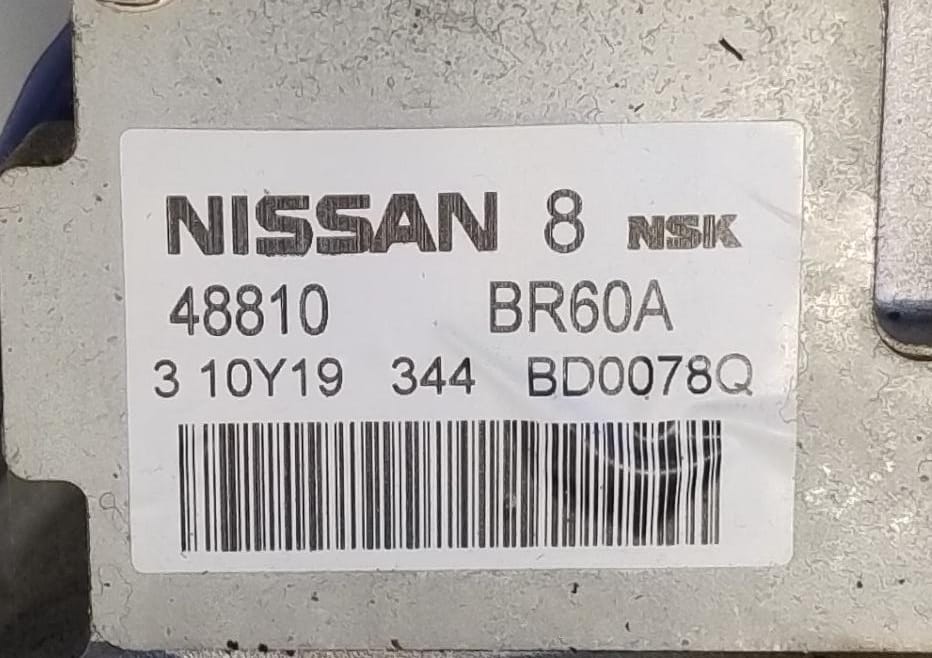 NISSAN 8 NSK
48810 BR60A
3 10Y19 344 BD0078Q